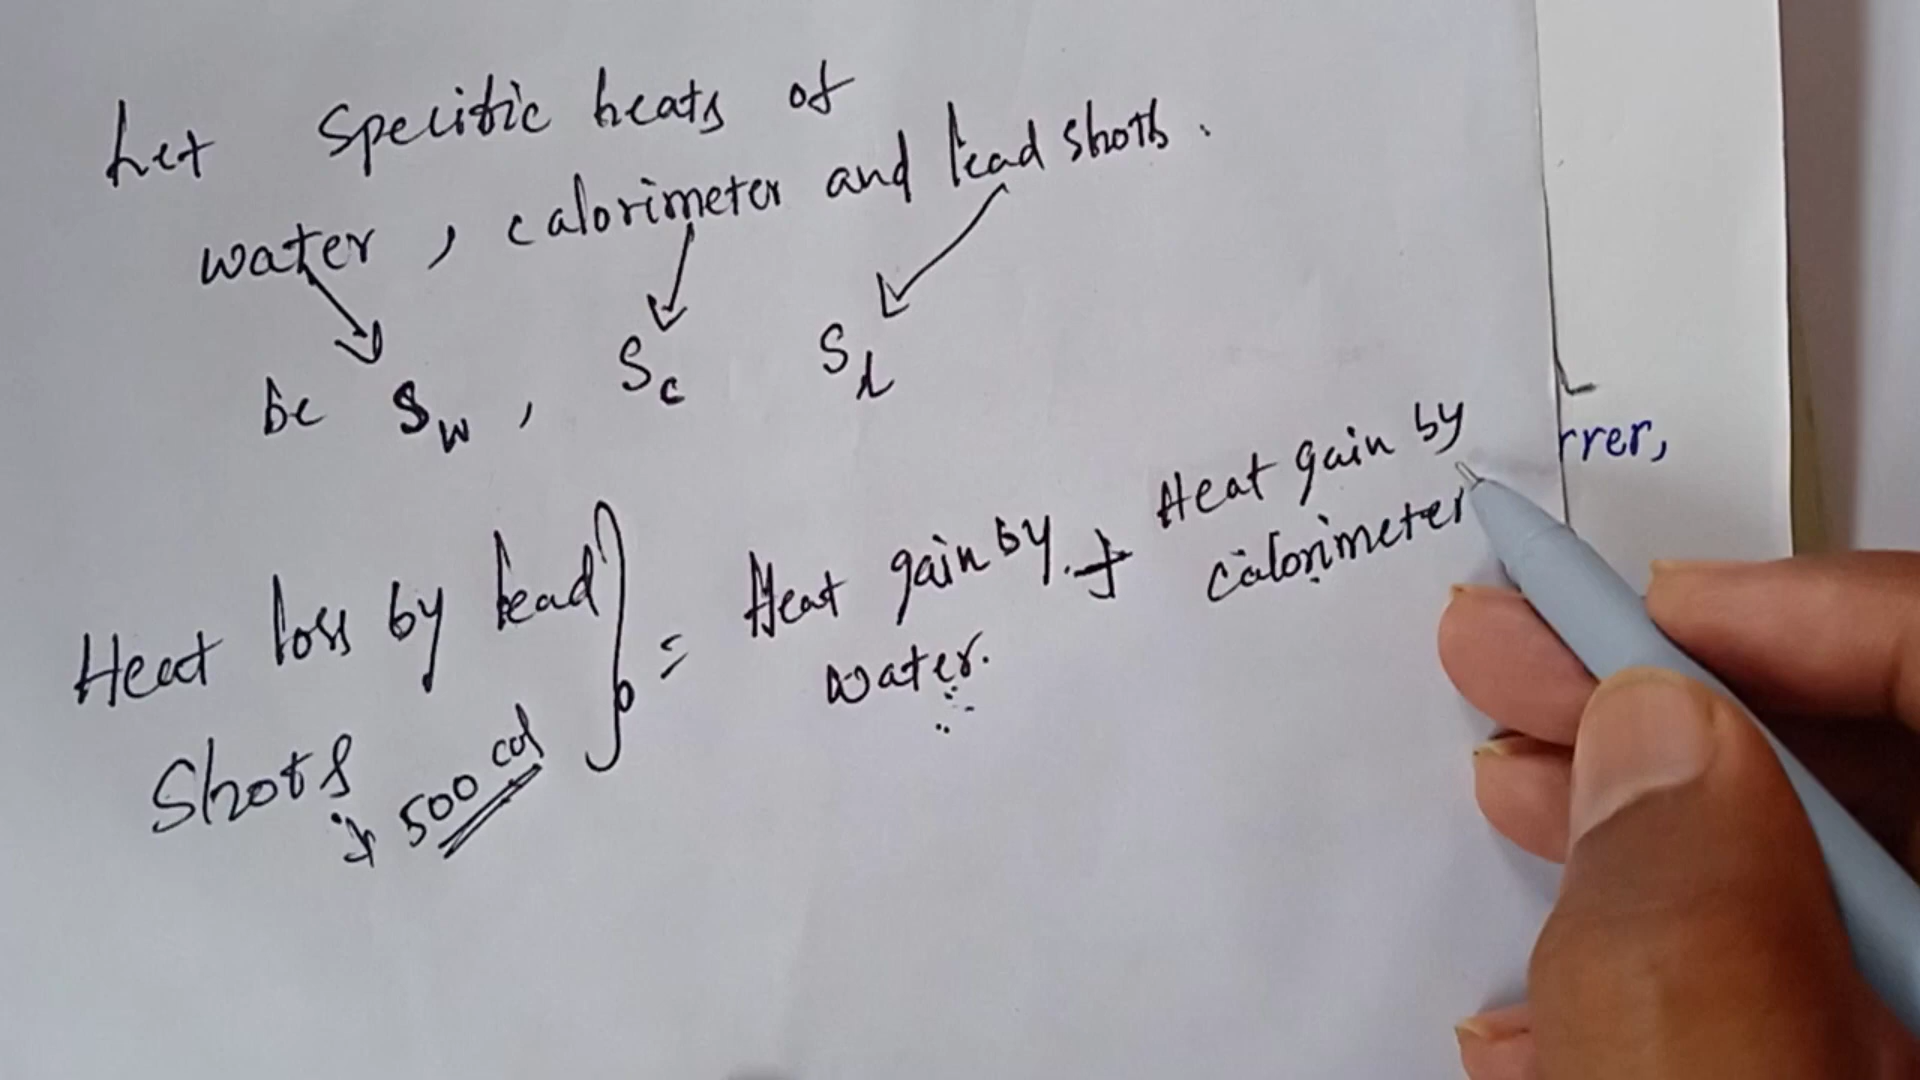 Let Specific heats of
water, calorimeter and lead shots.
be Sw, Sc Sl
Heat loss by lead = Heat gain by + Heat gain by
Shots water. calorimeter
500 cal
rrer,